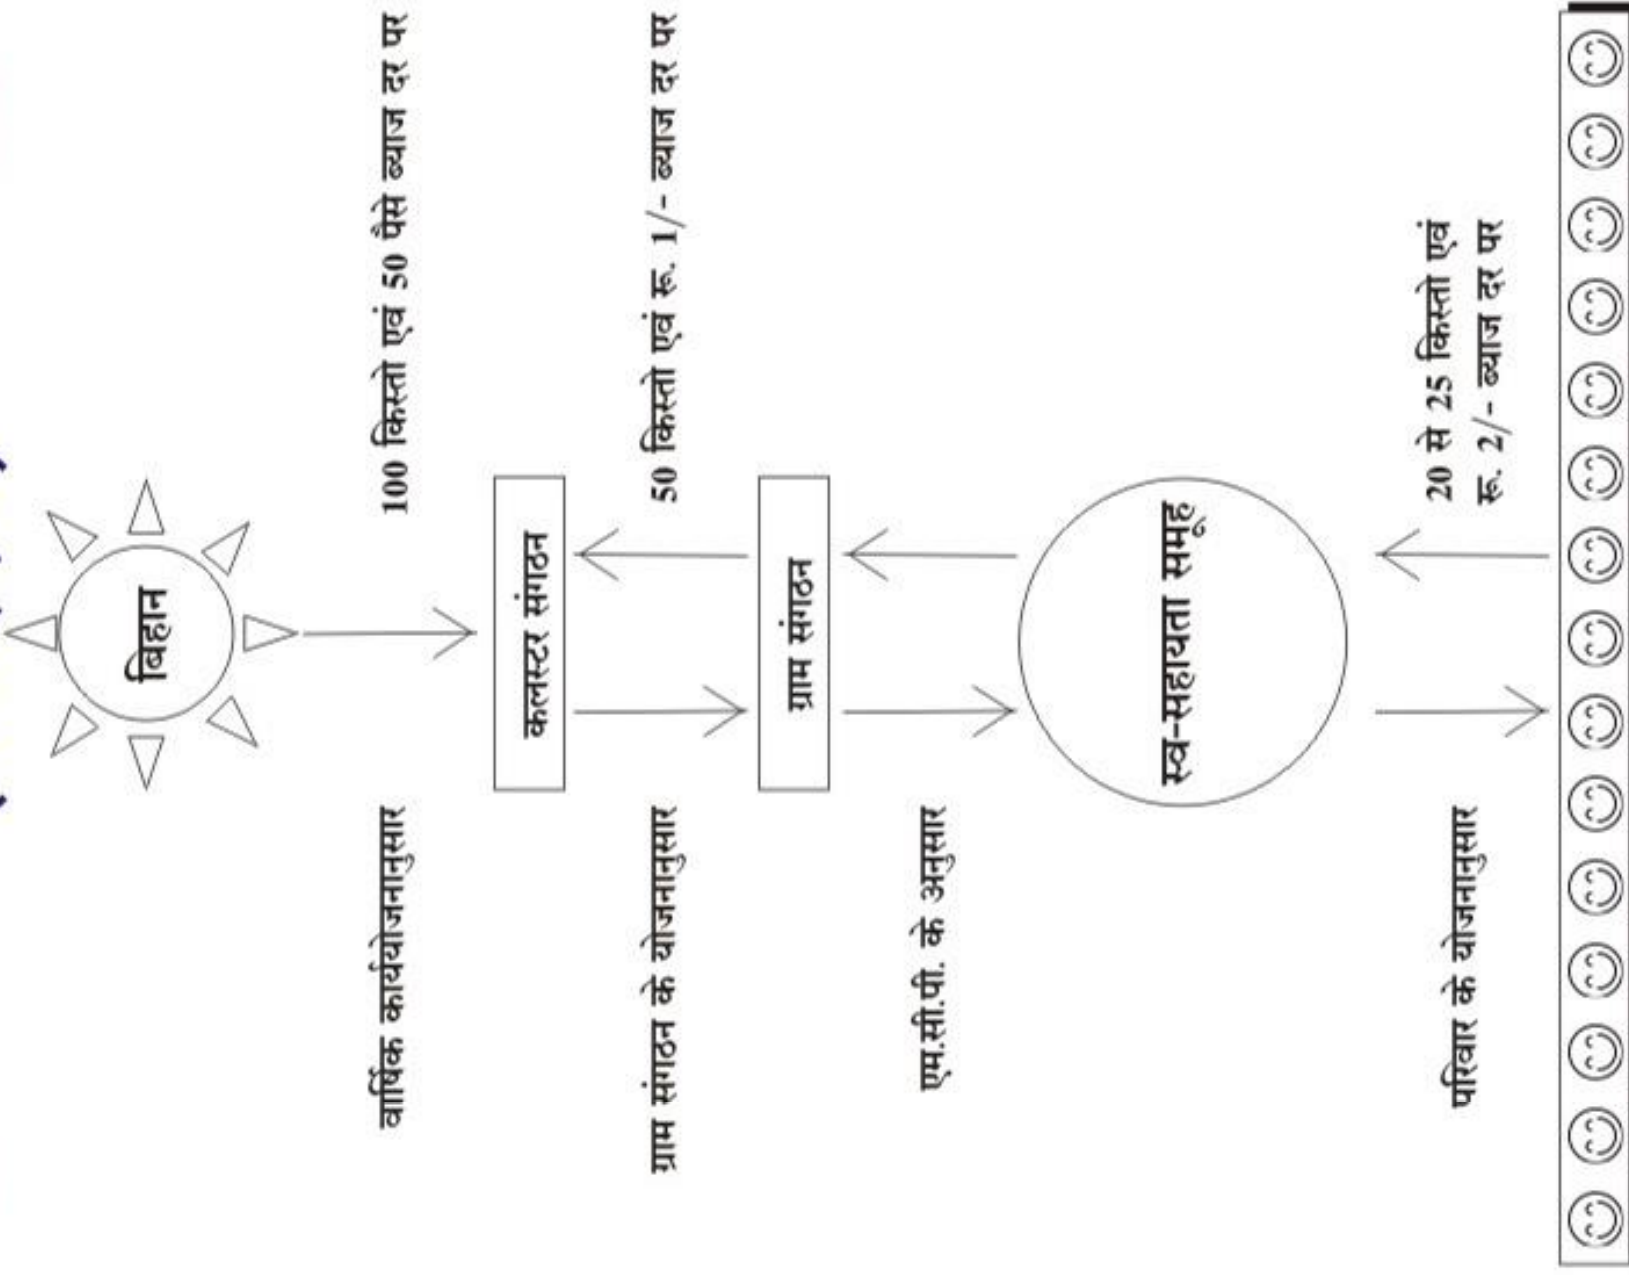 बिहान
वार्षिक कार्ययोजनानुसार
100 किस्तो एवं 50 पैसे ब्याज दर पर
कलस्टर संगठन
ग्राम संगठन के योजनानुसार
50 किस्तो एवं रू. 1/- ब्याज दर पर
ग्राम संगठन
एम.सी.पी. के अनुसार
स्व-सहायता समूह
परिवार के योजनानुसार
20 से 25 किस्तो एवं
रू. 2/- ब्याज दर पर